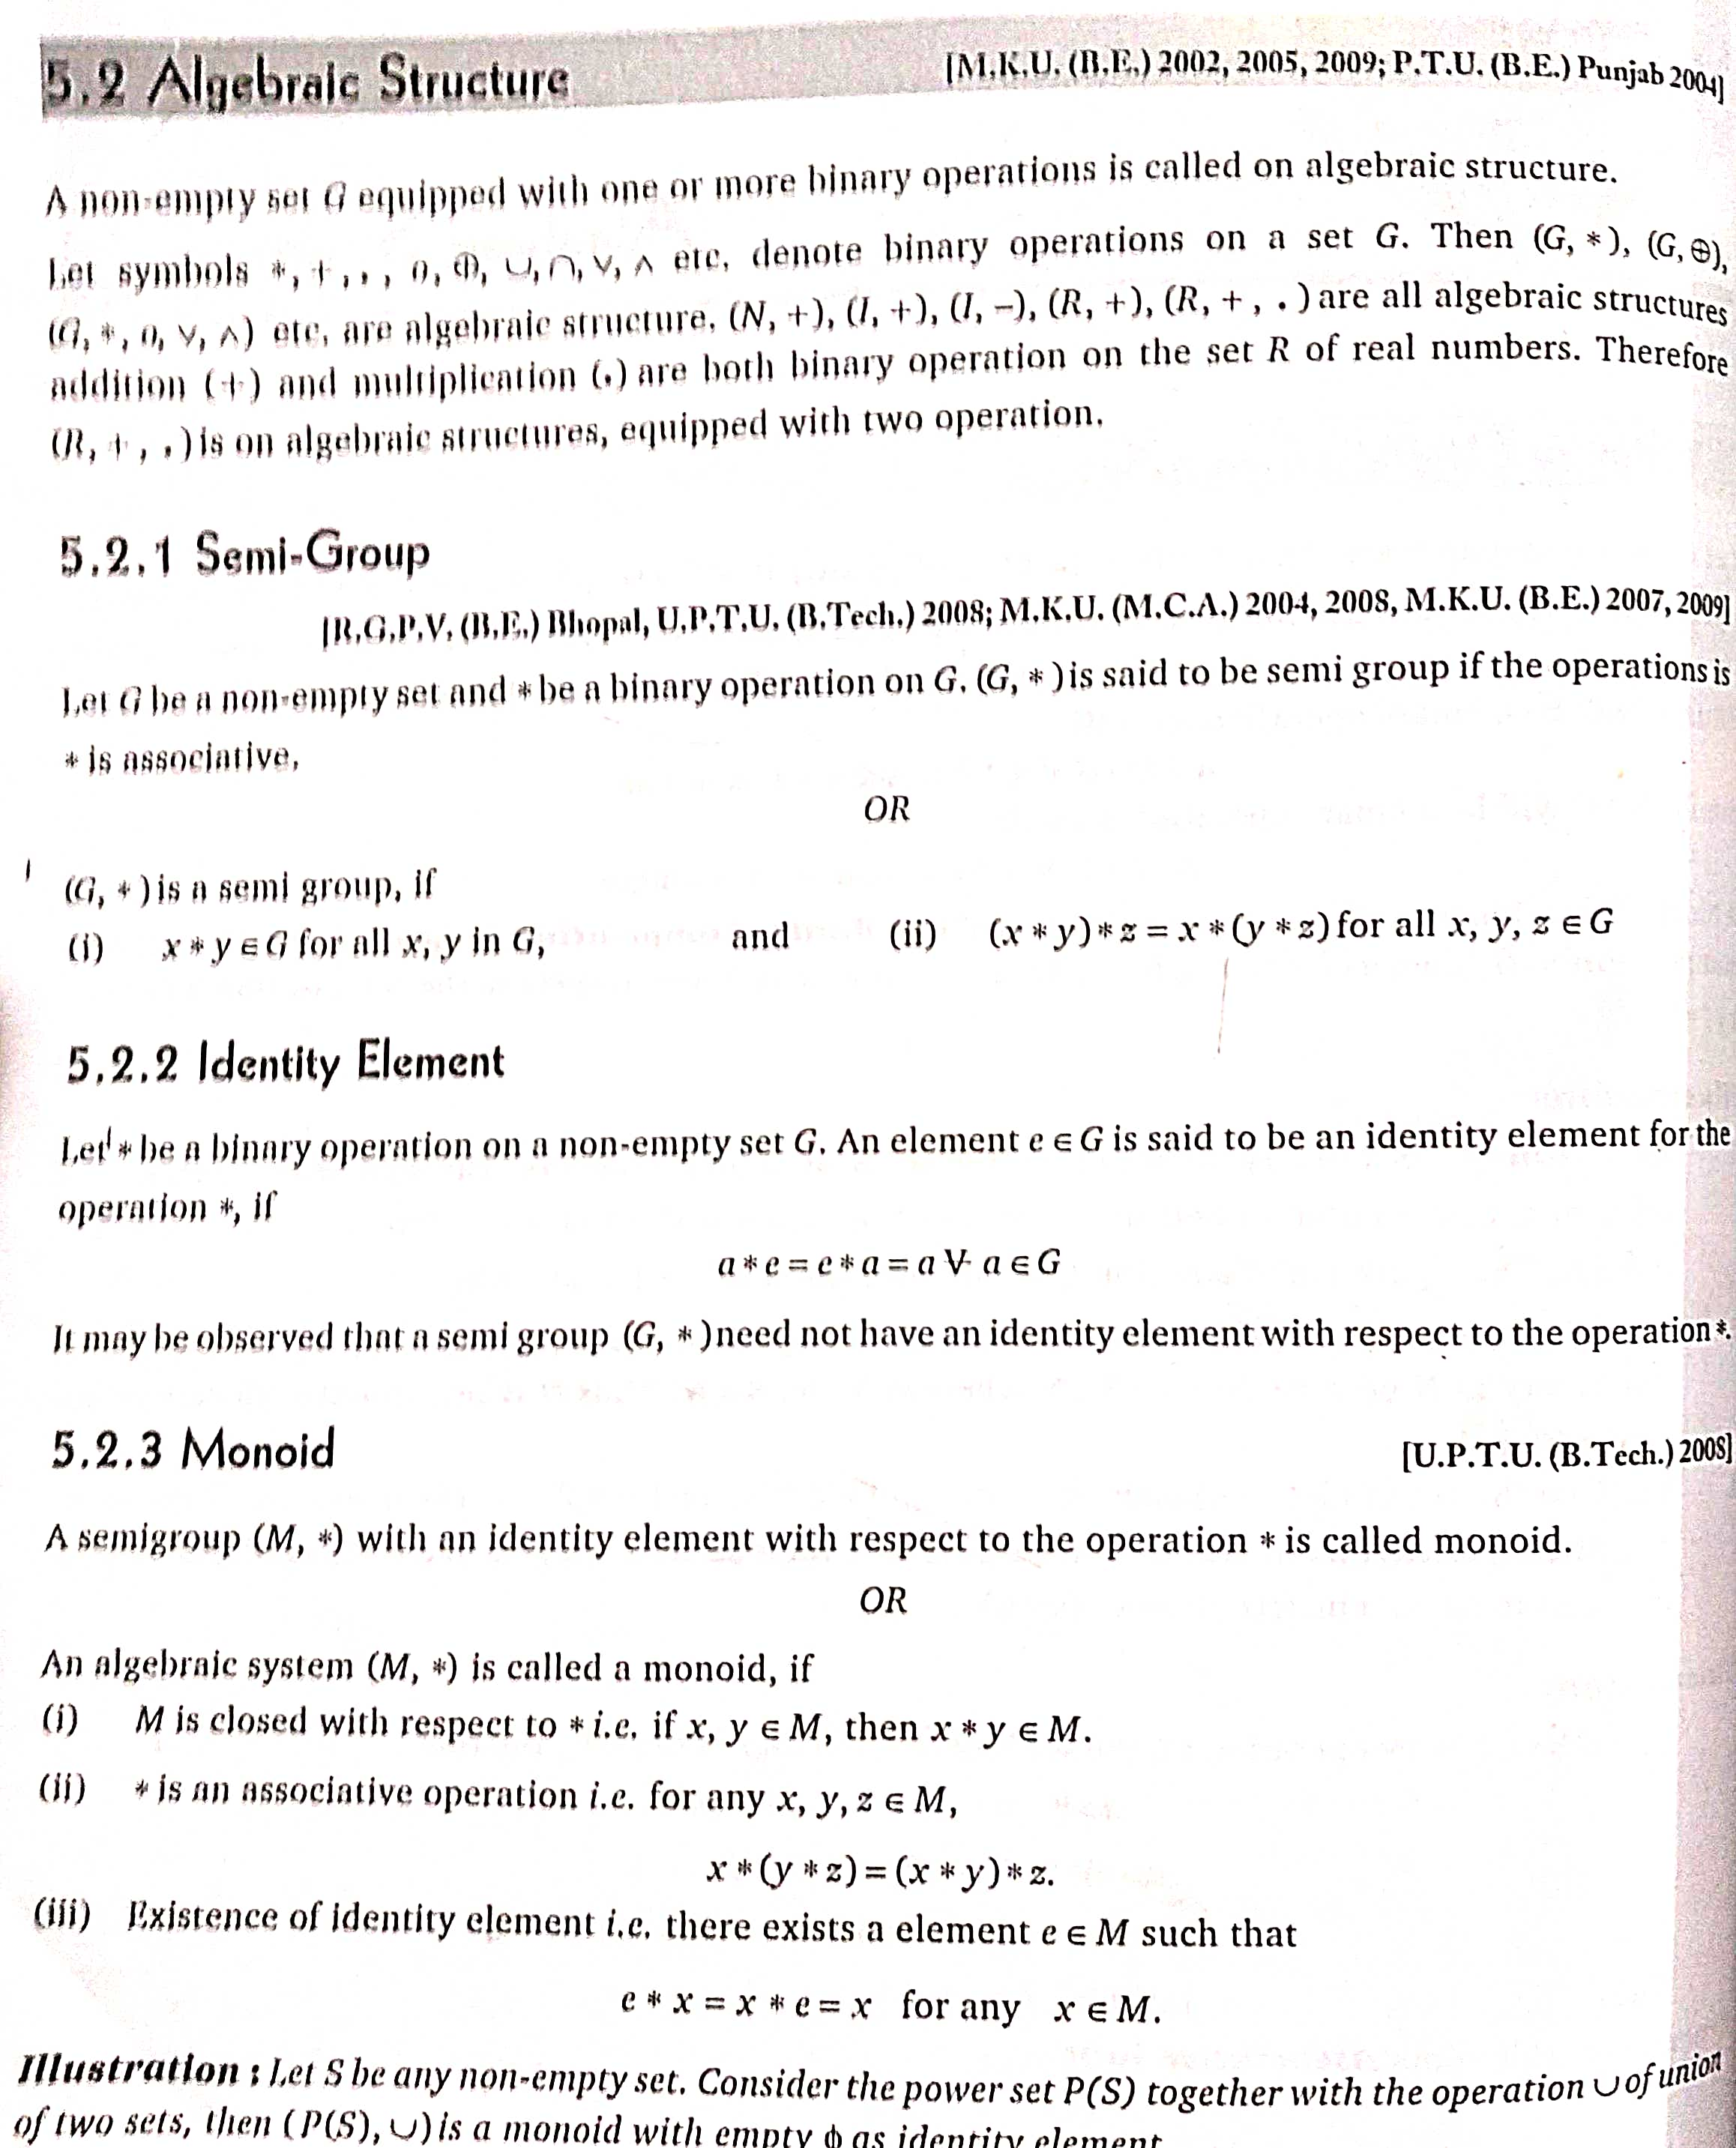 5.2 Algebraic Structure [M.K.U. (B.E.) 2002, 2005, 2009; P.T.U. (B.E.) Punjab 2004]
A non-empty set G equipped with one or more binary operations is called on algebraic structure.
Let symbols *, +, ., o, ⊕, ∪, ∩, ∨, ∧ etc, denote binary operations on a set G. Then (G, *), (G, ⊕),
(G, *, o, ∨, ∧) etc, are algebraic structure. (N, +), (I, +), (I, −), (R, +), (R, + , . ) are all algebraic structures
addition (+) and multiplication (.) are both binary operation on the set R of real numbers. Therefore
(R, + , .) is on algebraic structures, equipped with two operation.
5.2.1 Semi-Group
[R.G.P.V. (B.E.) Bhopal, U.P.T.U. (B.Tech.) 2008; M.K.U. (M.C.A.) 2004, 2008, M.K.U. (B.E.) 2007, 2009]
Let G be a non-empty set and * be a binary operation on G. (G, * ) is said to be semi group if the operations is
* is associative,
OR
(G, * ) is a semi group, if
(i) x * y ∈ G for all x, y in G, and (ii) (x * y) * z = x * (y * z) for all x, y, z ∈ G
5.2.2 Identity Element
Let * be a binary operation on a non-empty set G. An element e ∈ G is said to be an identity element for the
operation *, if
a * e = e * a = a ∀ a ∈ G
It may be observed that a semi group (G, * ) need not have an identity element with respect to the operation *.
5.2.3 Monoid [U.P.T.U. (B.Tech.) 2008]
A semigroup (M, *) with an identity element with respect to the operation * is called monoid.
OR
An algebraic system (M, *) is called a monoid, if
(i) M is closed with respect to * i.e. if x, y ∈ M, then x * y ∈ M.
(ii) * is an associative operation i.e. for any x, y, z ∈ M,
x * (y * z) = (x * y) * z.
(iii) Existence of identity element i.e. there exists a element e ∈ M such that
e * x = x * e = x for any x ∈ M.
Illustration : Let S be any non-empty set. Consider the power set P(S) together with the operation ∪ of union
of two sets, then (P(S), ∪) is a monoid with empty ϕ as identity element